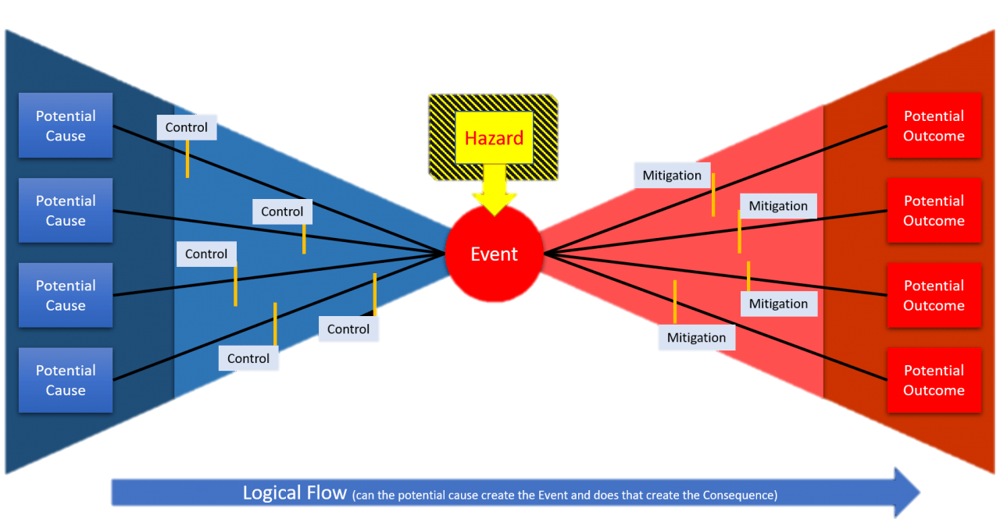 Potential
Cause
Potential
Cause
Potential
Cause
Potential
Cause
Control
Control
Control
Control
Control
Hazard
Event
Mitigation
Mitigation
Mitigation
Mitigation
Potential
Outcome
Potential
Outcome
Potential
Outcome
Potential
Outcome
Logical Flow (can the potential cause create the Event and does that create the Consequence)